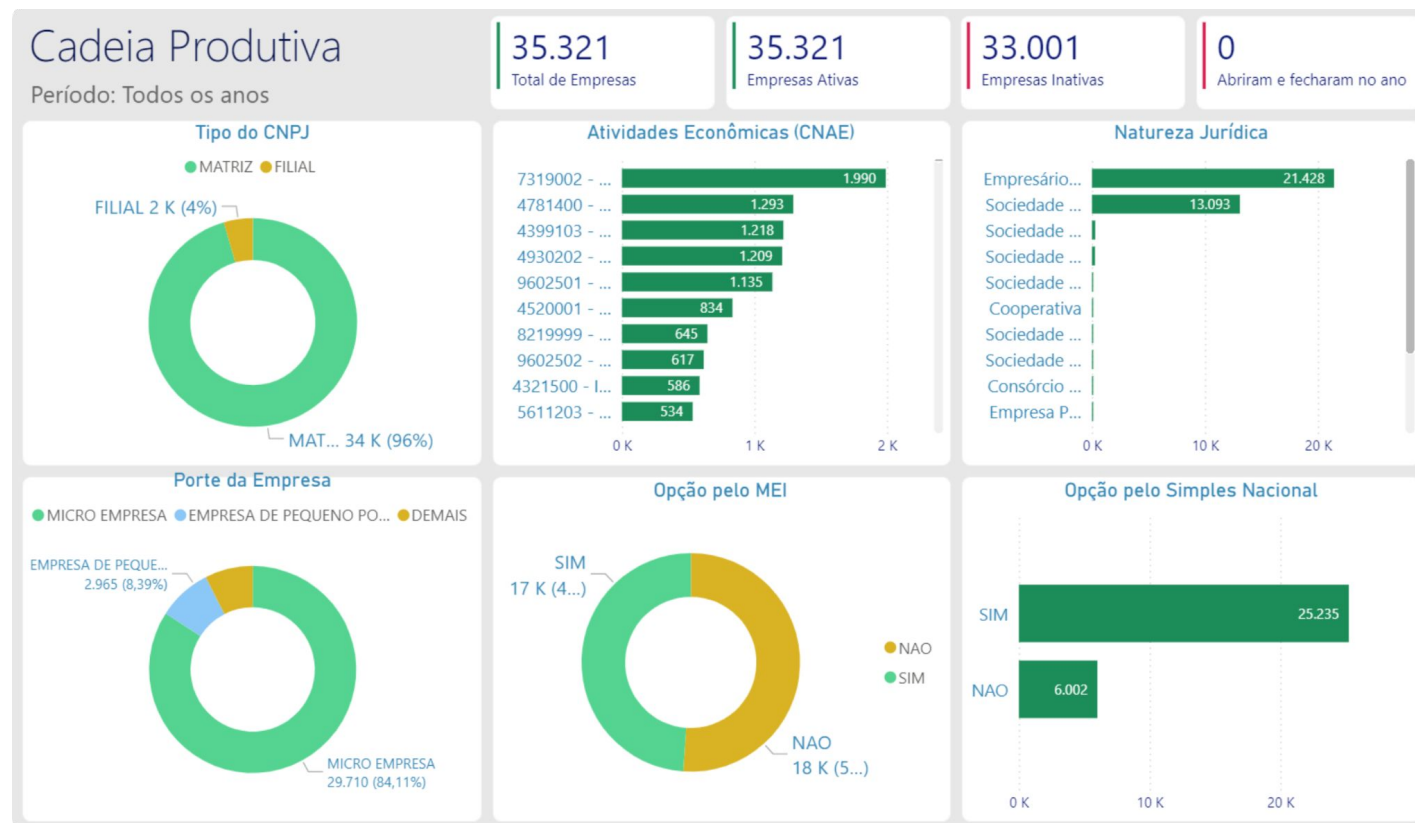 Cadeia Produtiva
Período: Todos os anos
35.321
Total de Empresas
35.321
Empresas Ativas
33.001
Empresas Inativas
0
Abriram e fecharam no ano
Tipo do CNPJ
MATRIZ FILIAL
FILIAL 2 K (4%)
MAT... 34 K (96%)
Atividades Econômicas (CNAE)
7319002 - ... 1.990
4781400 - ... 1.293
4399103 - ... 1.218
4930202 - ... 1.209
9602501 - ... 1.135
4520001 - ... 834
8219999 - ... 645
9602502 - ... 617
4321500 - I... 586
5611203 - ... 534
0 K 1 K 2 K
Natureza Jurídica
Empresário... 21.428
Sociedade ... 13.093
Sociedade ...
Sociedade ...
Sociedade ...
Cooperativa
Sociedade ...
Sociedade ...
Consórcio ...
Empresa P...
0 K 10 K 20 K
Porte da Empresa
MICRO EMPRESA EMPRESA DE PEQUENO PO... DEMAIS
EMPRESA DE PEQUE...
2.965 (8,39%)
MICRO EMPRESA
29.710 (84,11%)
Opção pelo MEI
SIM
17 K (4...)
NAO
SIM
NAO
18 K (5...)
Opção pelo Simples Nacional
SIM 25.235
NAO 6.002
0 K 10 K 20 K